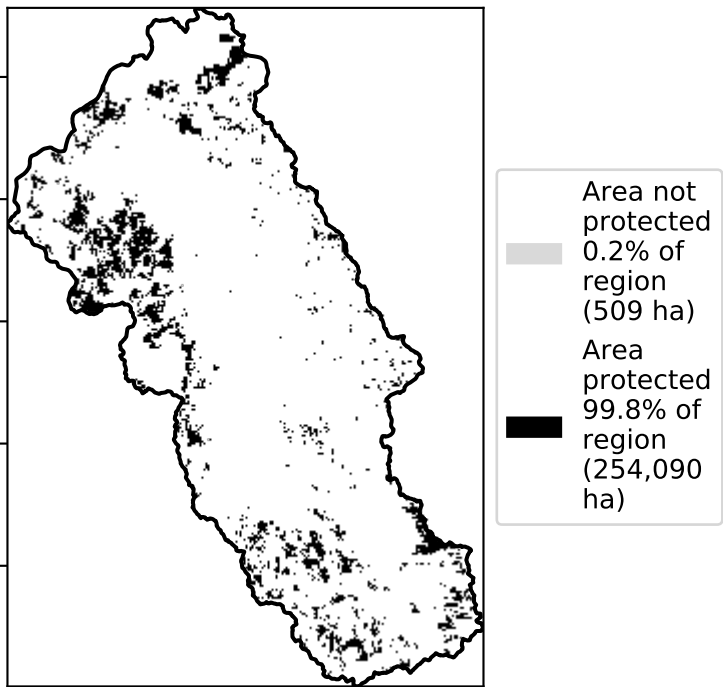 Area not
protected
0.2% of
region
(509 ha)
Area
protected
99.8% of
region
(254,090
ha)